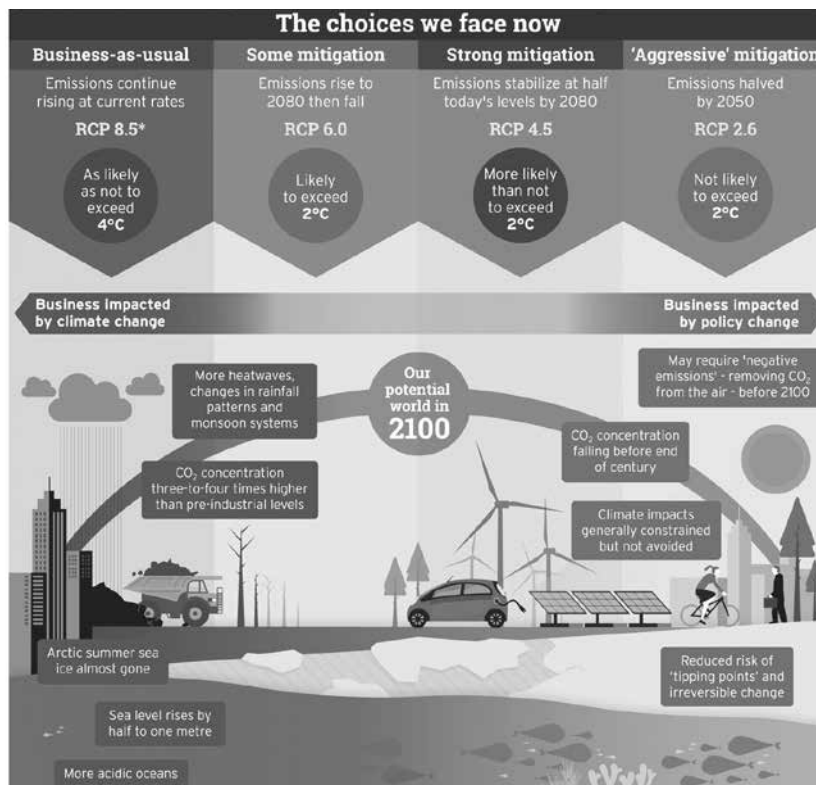 The choices we face now
Business-as-usual
Emissions continue
rising at current rates
RCP 8.5*
As likely
as not to
exceed
4°C
Some mitigation
Emissions rise to
2080 then fall
RCP 6.0
Likely
to exceed
2°C
Strong mitigation
Emissions stabilize at half
today's levels by 2080
RCP 4.5
More likely
than not
to exceed
2°C
'Aggressive' mitigation
Emissions halved
by 2050
RCP 2.6
Not likely
to exceed
2°C
Business impacted
by climate change
Business impacted
by policy change
Our
potential
world in
2100
More heatwaves,
changes in rainfall
patterns and
monsoon systems
CO₂ concentration
three-to-four times higher
than pre-industrial levels
May require 'negative
emissions' - removing CO₂
from the air - before 2100
CO₂ concentration
falling before end
of century
Climate impacts
generally constrained
but not avoided
Arctic summer sea
ice almost gone
Sea level rises by
half to one metre
More acidic oceans
Reduced risk of
'tipping points' and
irreversible change